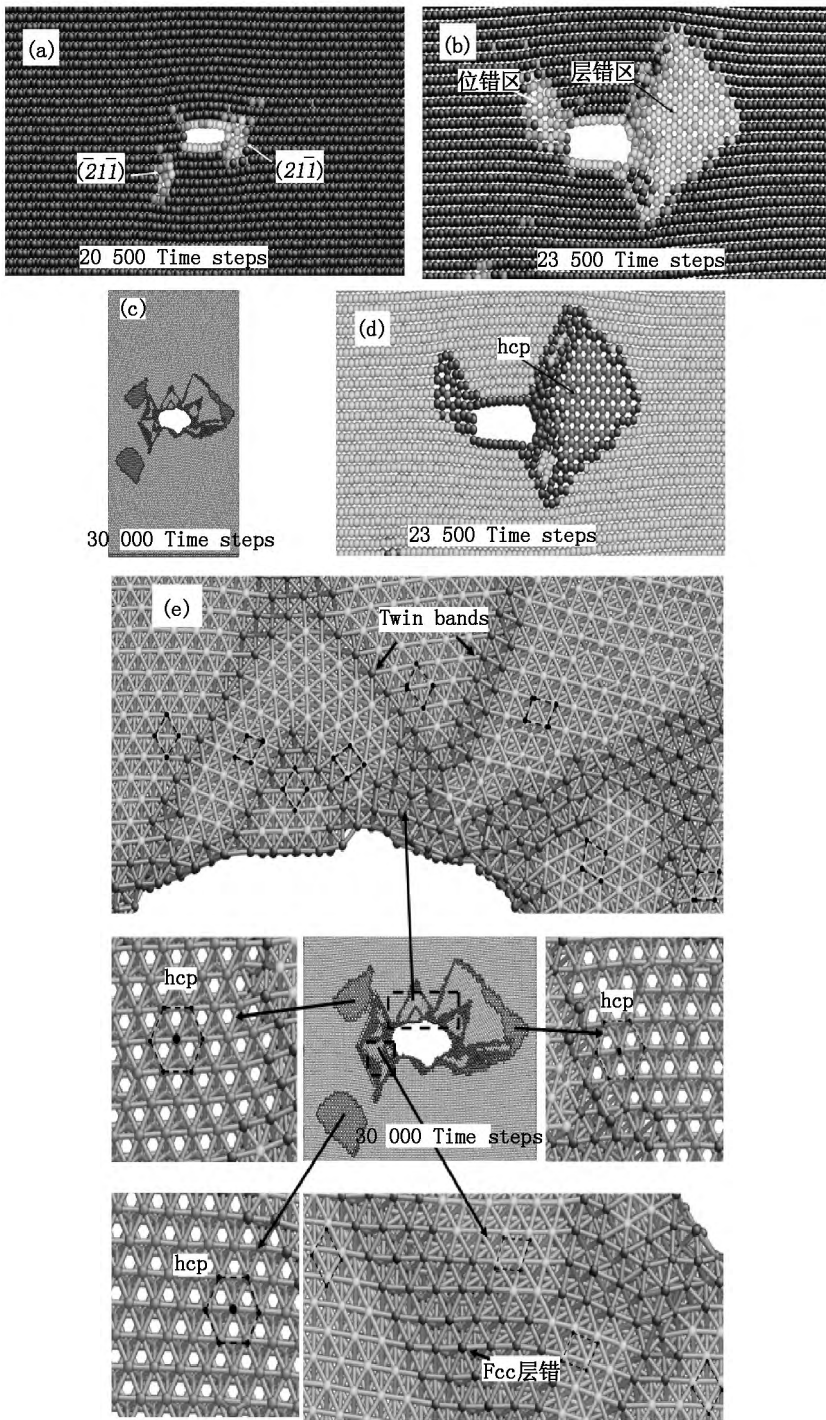 (a)
(2̄11̄)
(21̄1̄)
20 500 Time steps
(b)
位错区
层错区
23 500 Time steps
(c)
30 000 Time steps
(d)
hcp
23 500 Time steps
(e)
Twin bands
hcp
hcp
30 000 Time steps
hcp
Fcc层错